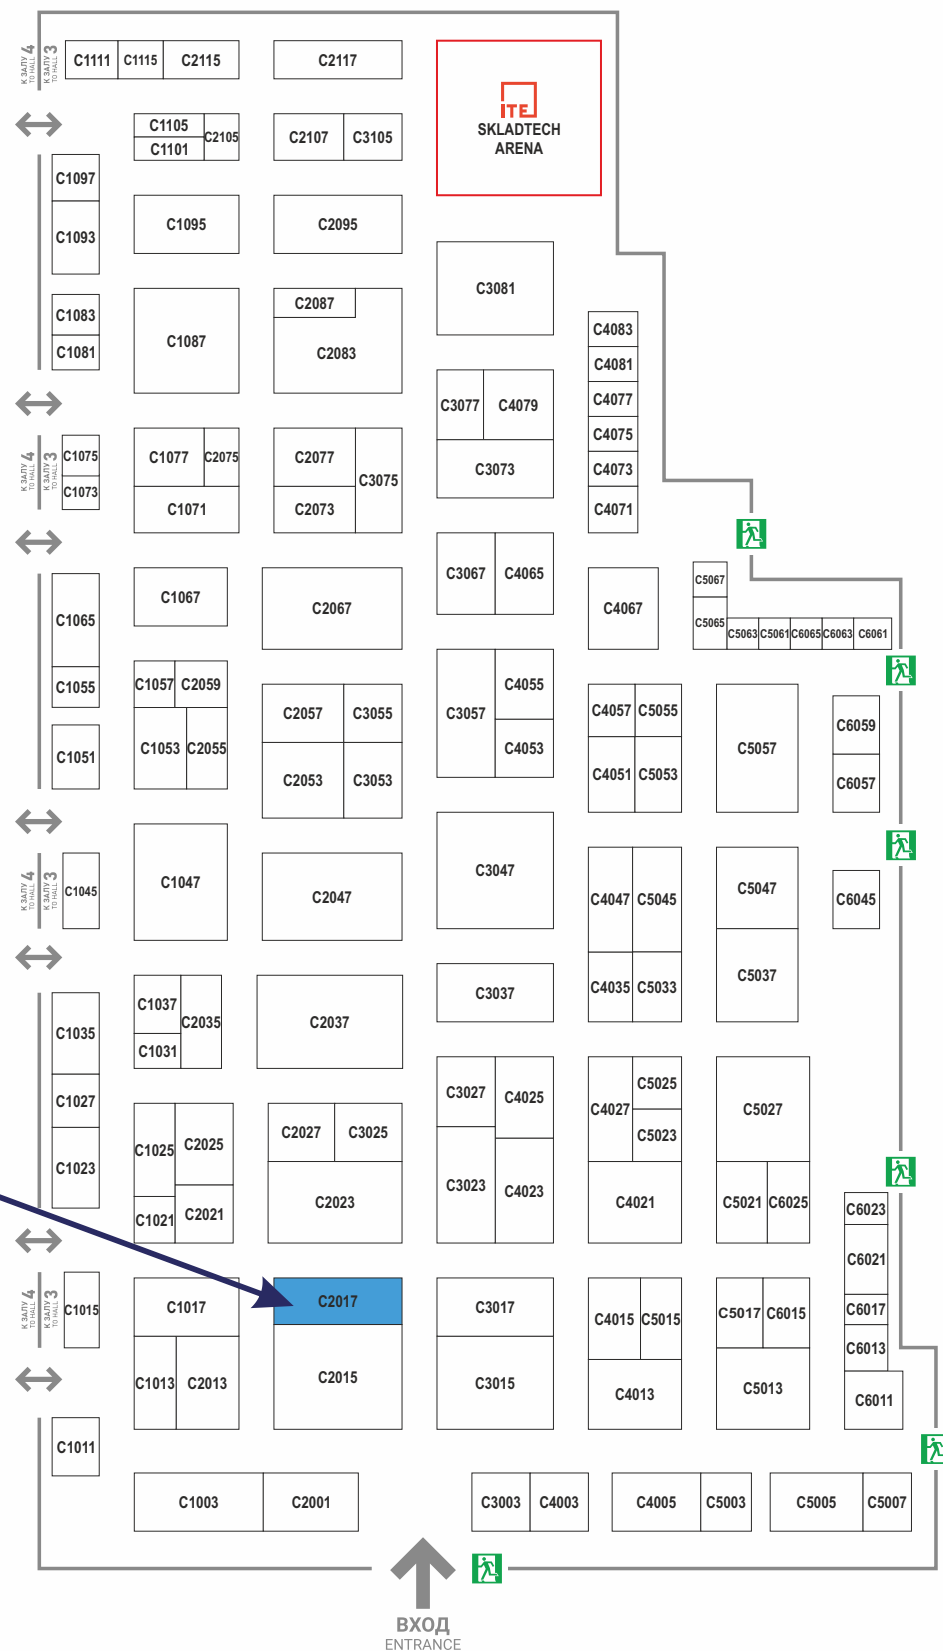 К ЗАЛУ 4
TO HALL
К ЗАЛУ 3
TO HALL
C1111 C1115 C2115 C2117
ITE
SKLADTECH
ARENA
C1105 C2105 C2107 C3105
C1101
C1097
C1093 C1095 C2095
C3081
C1083 C2087
C1081 C1087 C2083
C4083
C4081
C4077
C4075
C4073
C4071
C3077 C4079
C3073
К ЗАЛУ 4
TO HALL
К ЗАЛУ 3
TO HALL
C1075 C1077 C2075 C2077 C3075
C1073 C1071 C2073
C3067 C4065
C1065 C1067 C2067 C4067
C5067
C5065 C5063 C5061 C6065 C6063 C6061
C1055 C1057 C2059
C3057 C4055
C4053
C2057 C3055 C4057 C5055
C1051 C1053 C2055 C2053 C3053 C4051 C5053 C5057 C6059
C6057
К ЗАЛУ 4
TO HALL
К ЗАЛУ 3
TO HALL
C1045 C1047 C2047 C3047 C4047 C5045 C5047 C6045
C4035 C5033 C5037
C3037
C1035 C1037 C2035 C2037
C1031
C1027
C1023
C3027 C4025 C4027 C5025 C5027
C5023
C1025 C2025 C2027 C3025
C1021 C2021 C2023 C3023 C4023 C4021 C5021 C6025
C6023
C6021
C6017
C6013
C6011
К ЗАЛУ 4
TO HALL
К ЗАЛУ 3
TO HALL
C1015 C1017 C2017 C3017 C4015 C5015 C5017 C6015
C1013 C2013 C2015 C3015 C4013 C5013
C1011
C1003 C2001 C3003 C4003 C4005 C5003 C5005 C5007
ВХОД
ENTRANCE